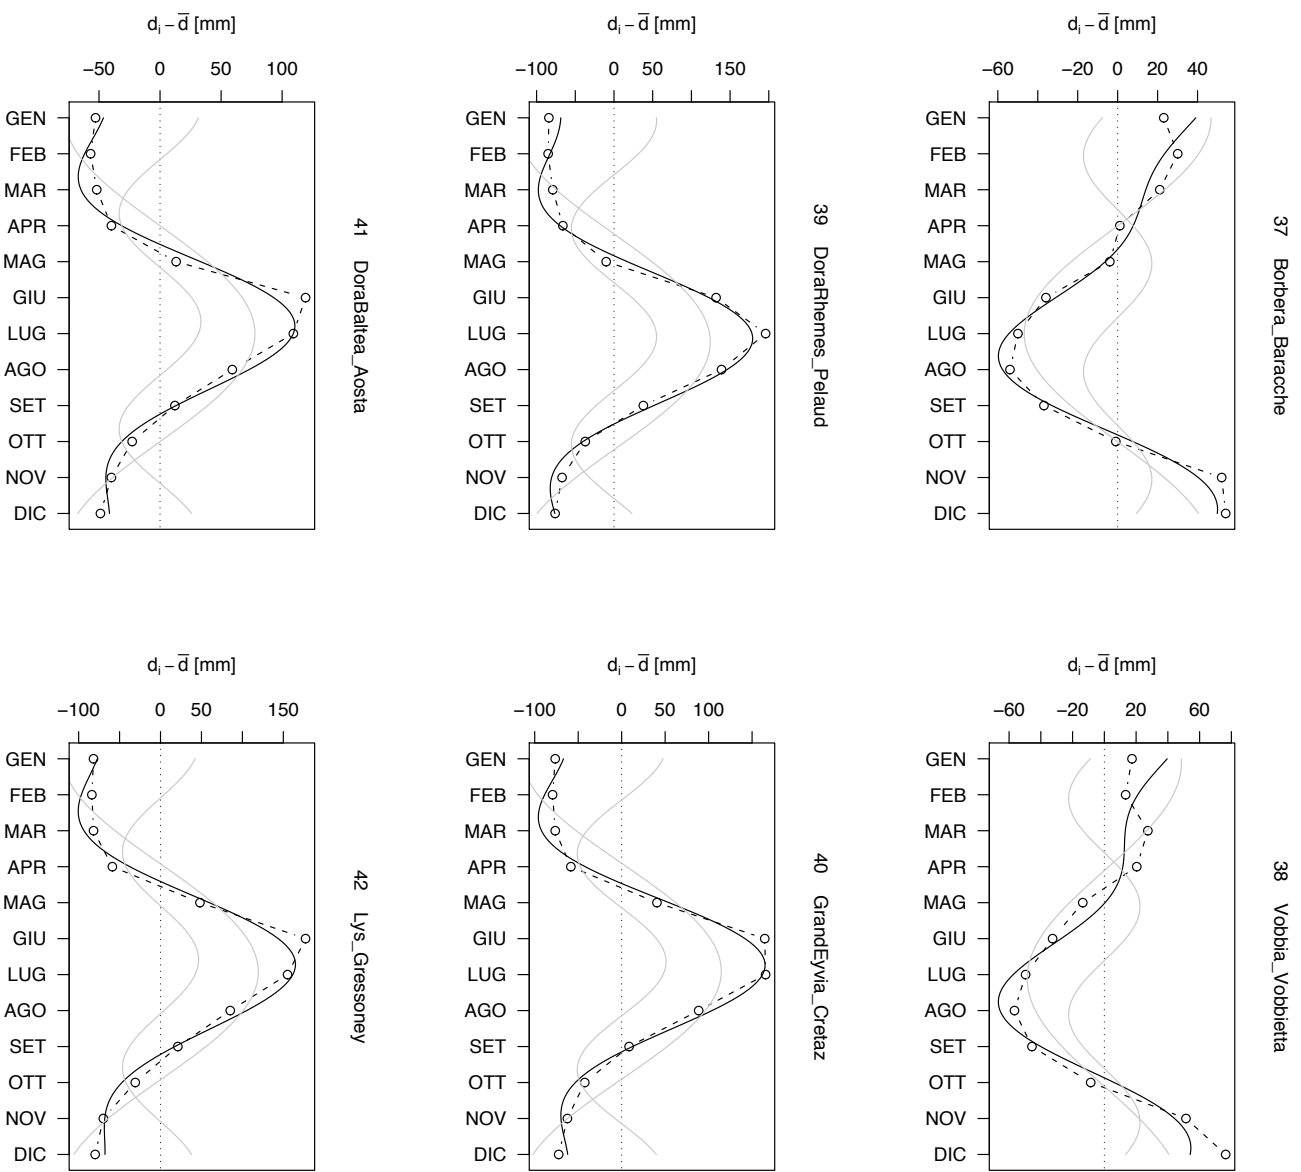 d_i − d̅ [mm]
−50 0 50 100
GEN
FEB
MAR
APR
MAG
GIU
LUG
AGO
SET
OTT
NOV
DIC
41 DoraBaltea_Aosta
d_i − d̅ [mm]
−100 0 50 150
GEN
FEB
MAR
APR
MAG
GIU
LUG
AGO
SET
OTT
NOV
DIC
39 DoraRhemes_Pelaud
d_i − d̅ [mm]
−60 −20 0 20 40
GEN
FEB
MAR
APR
MAG
GIU
LUG
AGO
SET
OTT
NOV
DIC
37 Borbera_Baracche
d_i − d̅ [mm]
−100 0 50 150
GEN
FEB
MAR
APR
MAG
GIU
LUG
AGO
SET
OTT
NOV
DIC
42 Lys_Gressoney
d_i − d̅ [mm]
−100 0 50 100
GEN
FEB
MAR
APR
MAG
GIU
LUG
AGO
SET
OTT
NOV
DIC
40 GrandEyvia_Cretaz
d_i − d̅ [mm]
−60 −20 20 60
GEN
FEB
MAR
APR
MAG
GIU
LUG
AGO
SET
OTT
NOV
DIC
38 Vobbia_Vobbietta